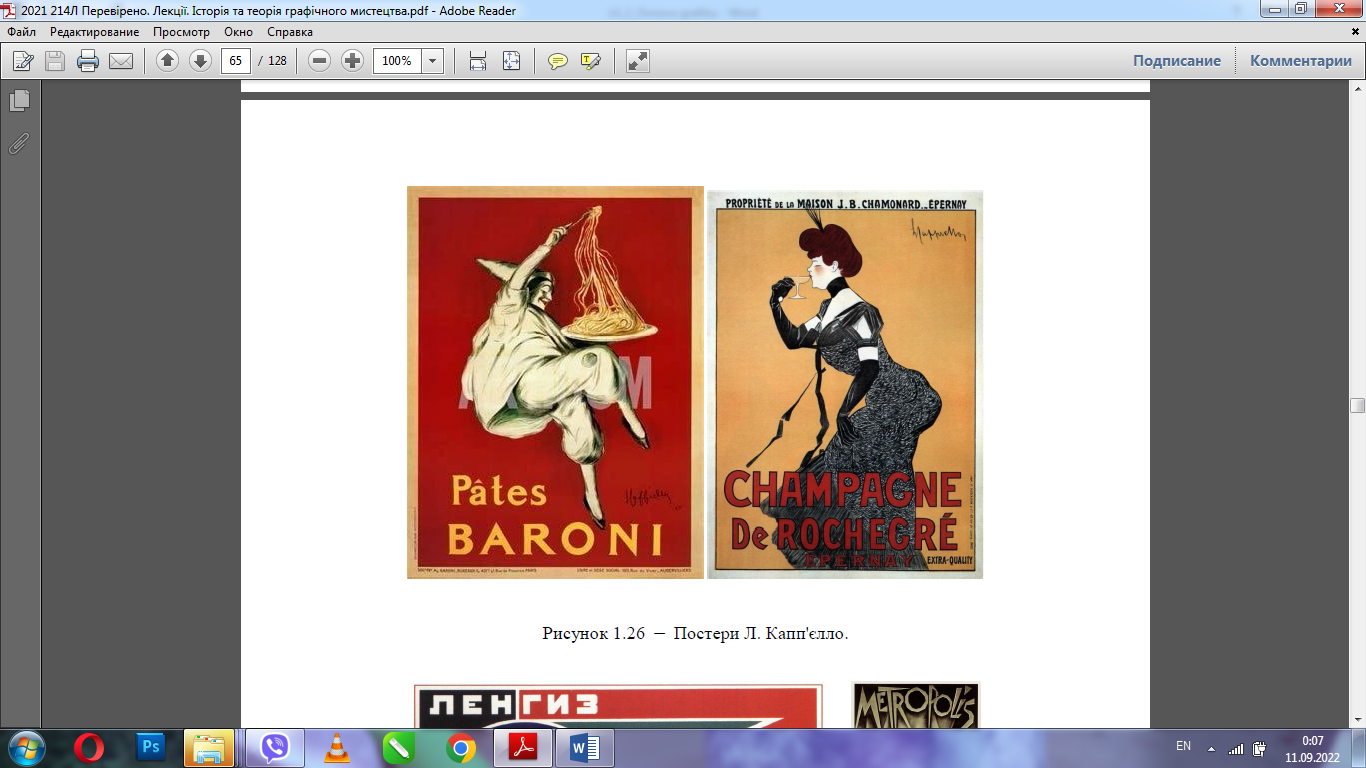 2021 214Л Перевірено. Лекції. Історія та теорія графічного мистецтва.pdf - Adobe Reader
Файл Редактирование Просмотр Окно Справка
65 / 128 100% Подписание Комментарии
PROPRIÉTÉ DE LA MAISON J.B. CHAMONARD._ÉPERNAY
Pâtes
BARONI
CHAMPAGNE
De ROCHEGRÉ
EPERNAY EXTRA-QUALITY
Рисунок 1.26 – Постери Л. Капп'єлло.
ЛЕНГИЗ
METROPOLIS
Ps
W
EN
0:07
11.09.2022